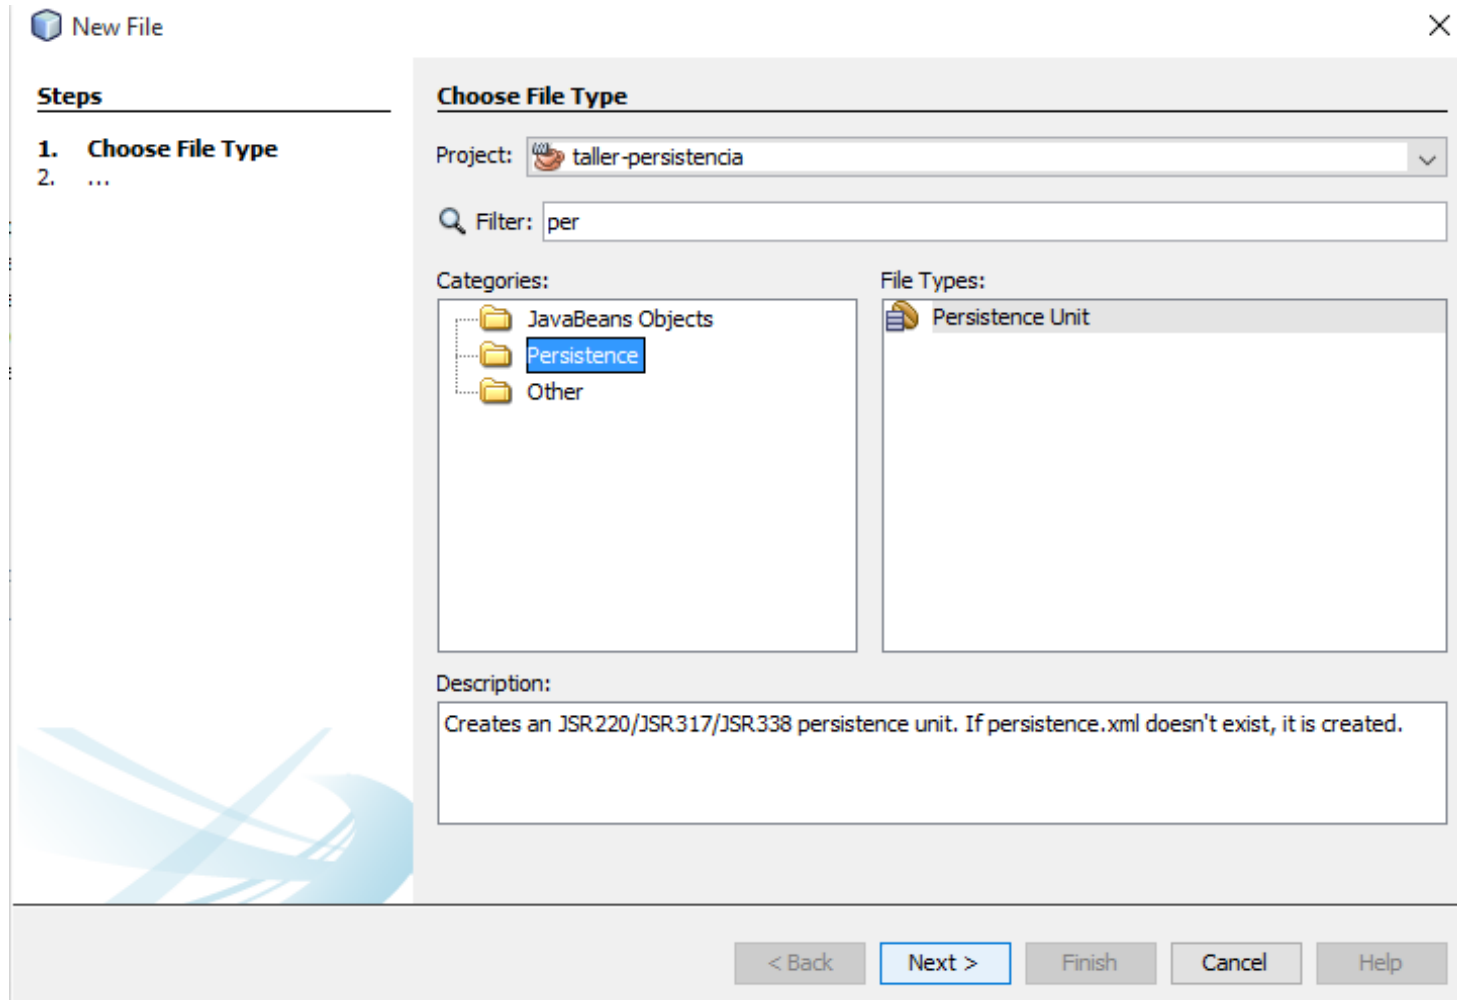 New File
Steps
1. Choose File Type
2. ...
Choose File Type
Project: taller-persistencia
Filter: per
Categories:
JavaBeans Objects
Persistence
Other
File Types:
Persistence Unit
Description:
Creates an JSR220/JSR317/JSR338 persistence unit. If persistence.xml doesn't exist, it is created.
< Back Next > Finish Cancel Help